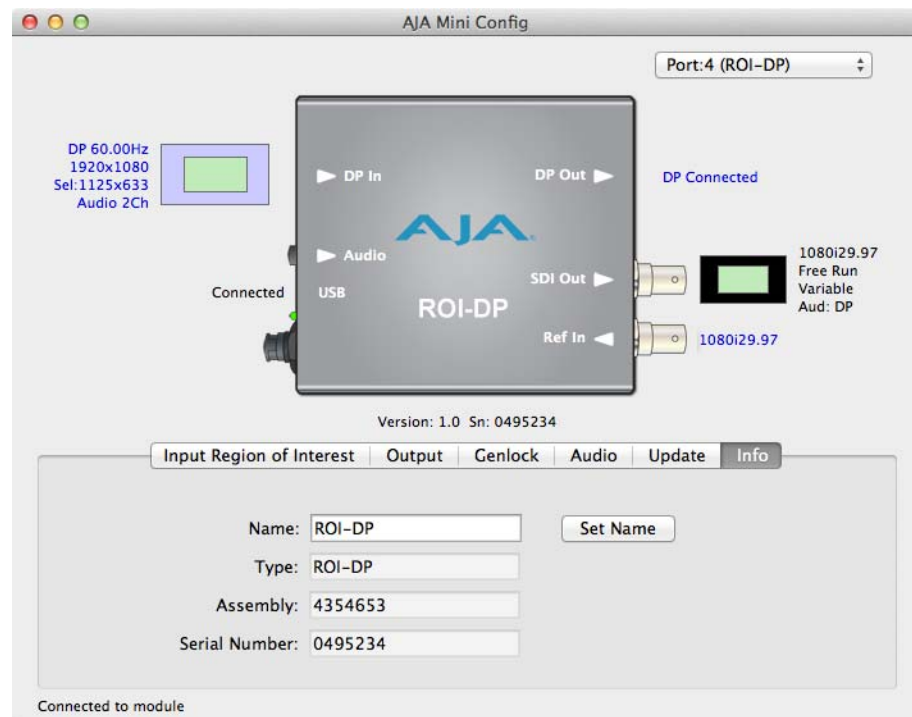 AJA Mini Config
Port:4 (ROI-DP)
DP 60.00Hz
1920x1080
Sel:1125x633
Audio 2Ch
DP In
DP Out
DP Connected
AJA
Audio
Connected
USB
ROI-DP
SDI Out
1080i29.97
Free Run
Variable
Aud: DP
Ref In
1080i29.97
Version: 1.0 Sn: 0495234
Input Region of Interest
Output
Genlock
Audio
Update
Info
Name: ROI-DP
Set Name
Type: ROI-DP
Assembly: 4354653
Serial Number: 0495234
Connected to module